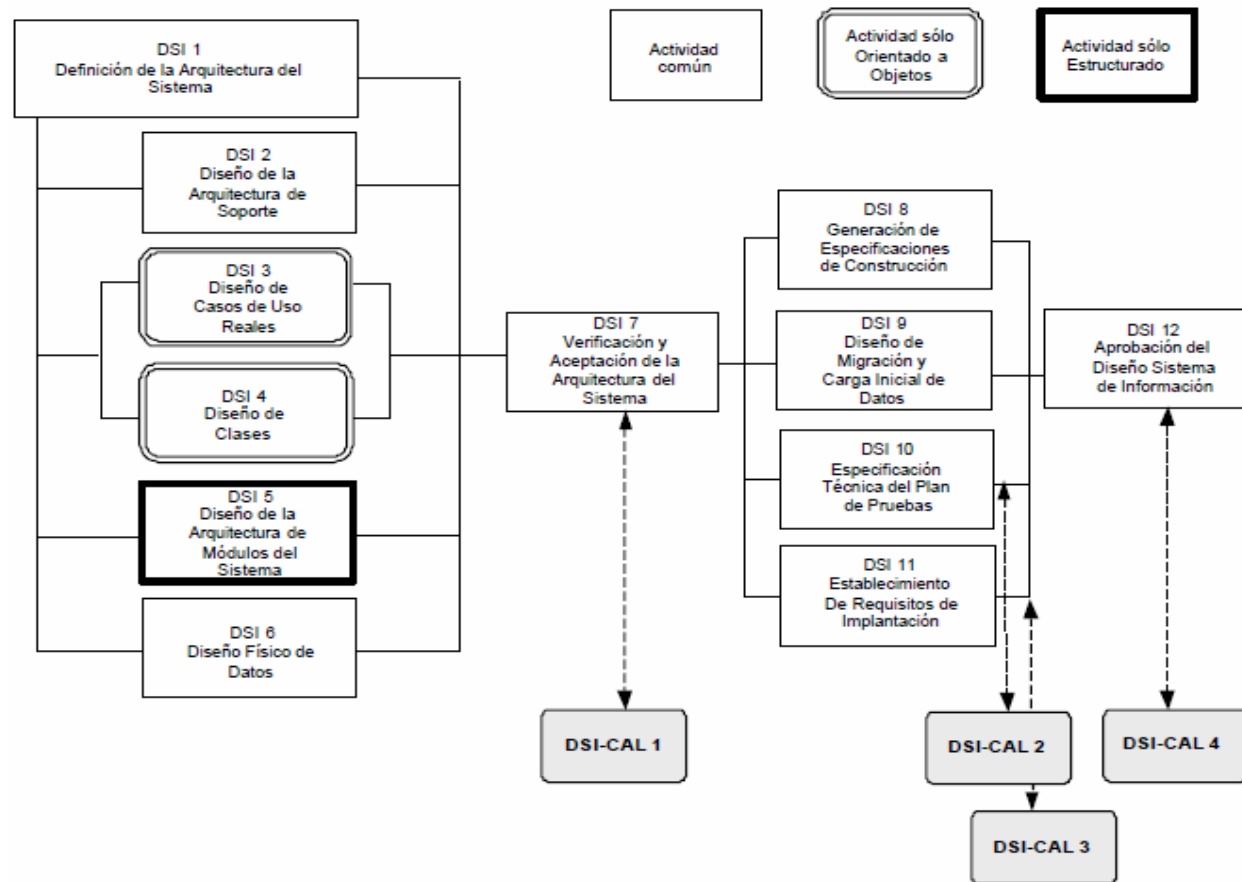 DSI 1
Definición de la Arquitectura del
Sistema
Actividad
común
Actividad sólo
Orientado a
Objetos
Actividad sólo
Estructurado
DSI 2
Diseño de la
Arquitectura de
Soporte
DSI 3
Diseño de
Casos de Uso
Reales
DSI 4
Diseño de
Clases
DSI 5
Diseño de la
Arquitectura de
Módulos del
Sistema
DSI 6
Diseño Físico de
Datos
DSI 7
Verificación y
Aceptación de la
Arquitectura del
Sistema
DSI 8
Generación de
Especificaciones
de Construcción
DSI 9
Diseño de
Migración y
Carga Inicial de
Datos
DSI 10
Especificación
Técnica del Plan
de Pruebas
DSI 11
Establecimiento
De Requisitos de
Implantación
DSI 12
Aprobación del
Diseño Sistema
de Información
DSI-CAL 1
DSI-CAL 2
DSI-CAL 4
DSI-CAL 3